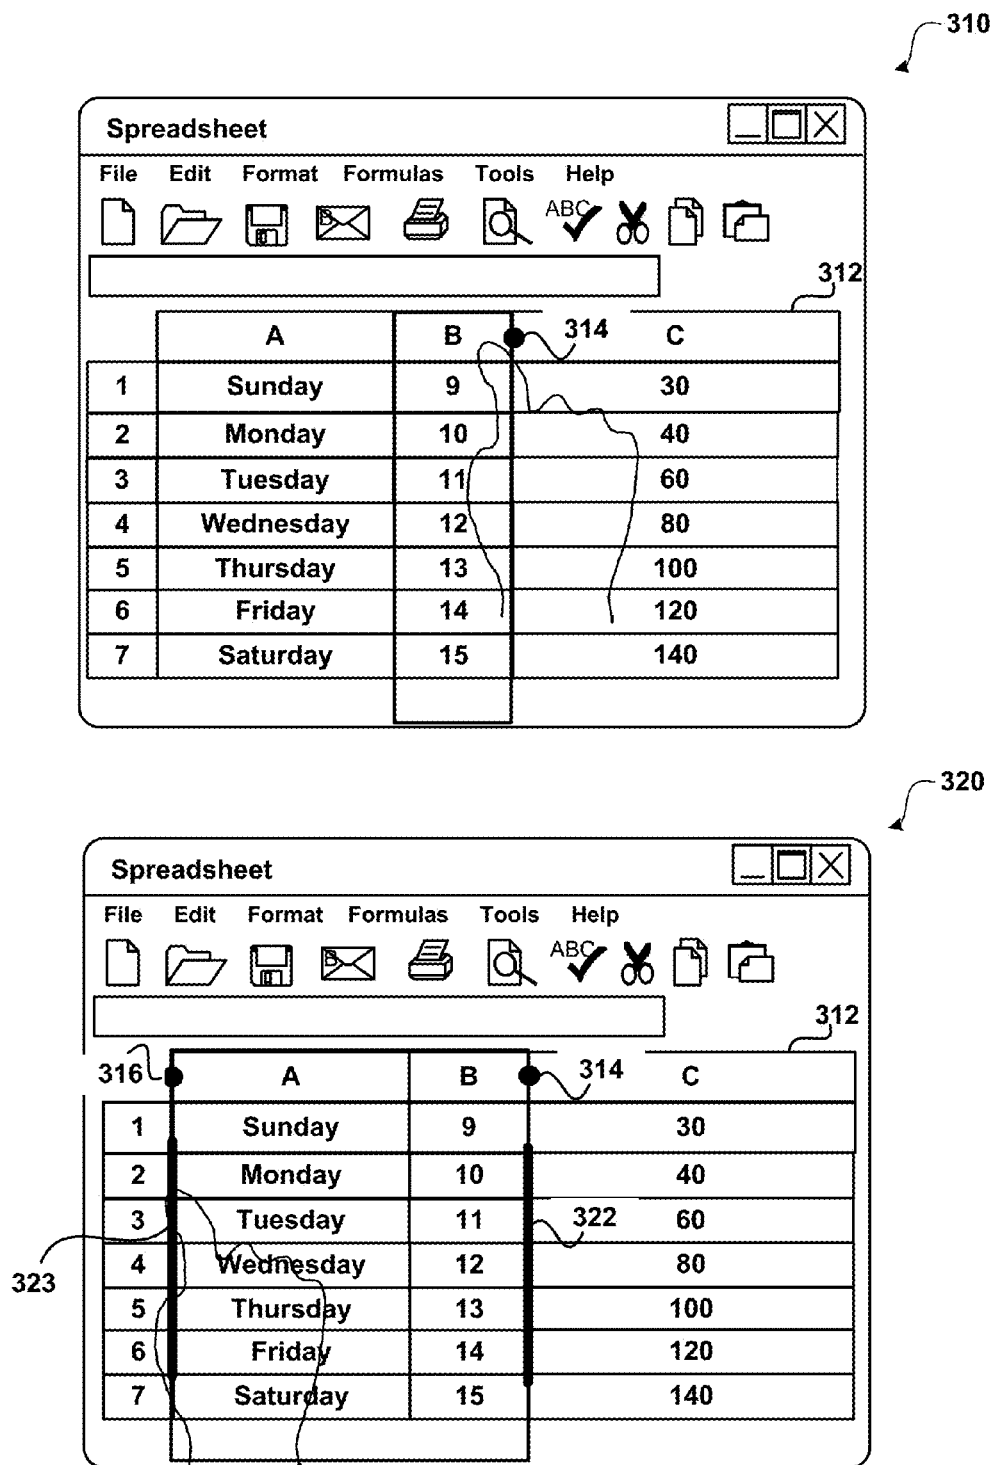 310
Spreadsheet
File Edit Format Formulas Tools Help
B ABC
312
A B 314 C
1 Sunday 9 30
2 Monday 10 40
3 Tuesday 11 60
4 Wednesday 12 80
5 Thursday 13 100
6 Friday 14 120
7 Saturday 15 140
320
Spreadsheet
File Edit Format Formulas Tools Help
B ABC
312
316 A B 314 C
1 Sunday 9 30
2 Monday 10 40
3 Tuesday 11 322 60
323 4 Wednesday 12 80
5 Thursday 13 100
6 Friday 14 120
7 Saturday 15 140